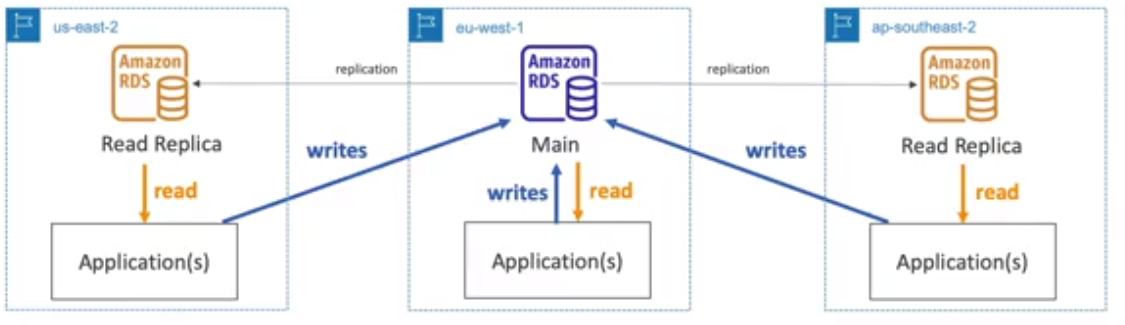 us-east-2
eu-west-1
ap-southeast-2
Amazon
RDS
replication
Amazon
RDS
replication
Amazon
RDS
Read Replica
writes
Main
writes
Read Replica
read
writes
read
read
Application(s)
Application(s)
Application(s)